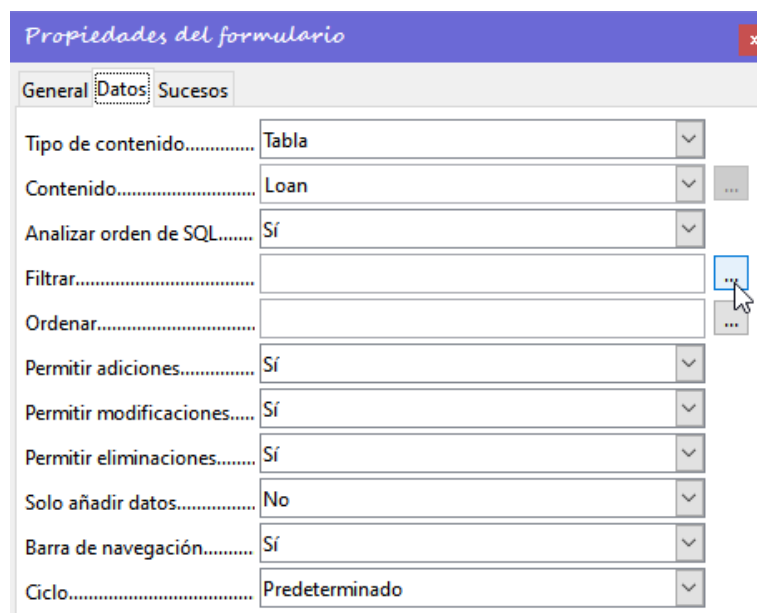 Propiedades del formulario x
General Datos Sucesos
Tipo de contenido.............. Tabla
Contenido............................ Loan ...
Analizar orden de SQL....... Sí
Filtrar.................................... ...
Ordenar................................ ...
Permitir adiciones............... Sí
Permitir modificaciones..... Sí
Permitir eliminaciones........ Sí
Solo añadir datos................ No
Barra de navegación.......... Sí
Ciclo..................................... Predeterminado